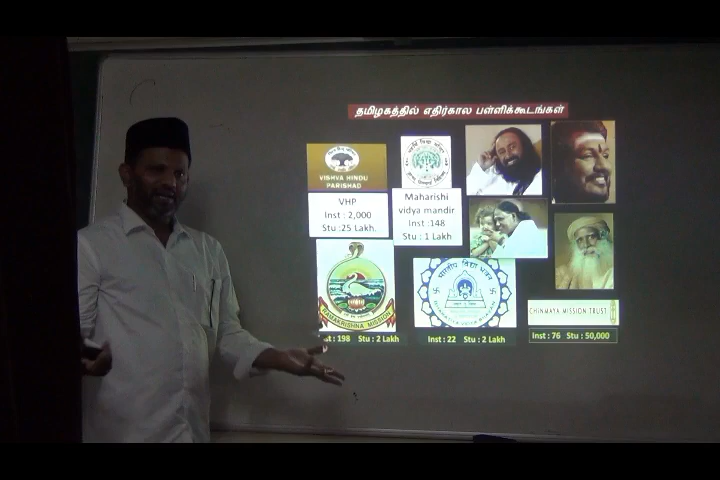 தமிழகத்தில் எதிர்கால பள்ளிக்கூடங்கள்
VISHVA HINDU
PARISHAD
VHP
Inst : 2,000
Stu :25 Lakh.
Maharishi
vidya mandir
Inst :148
Stu : 1 Lakh
RAMAKRISHNA MISSION
: 198 Stu : 2 Lakh
भारतीय विद्या भवन
Inst : 22 Stu : 2 Lakh
CHINMAYA MISSION TRUST
Inst : 76 Stu : 50,000